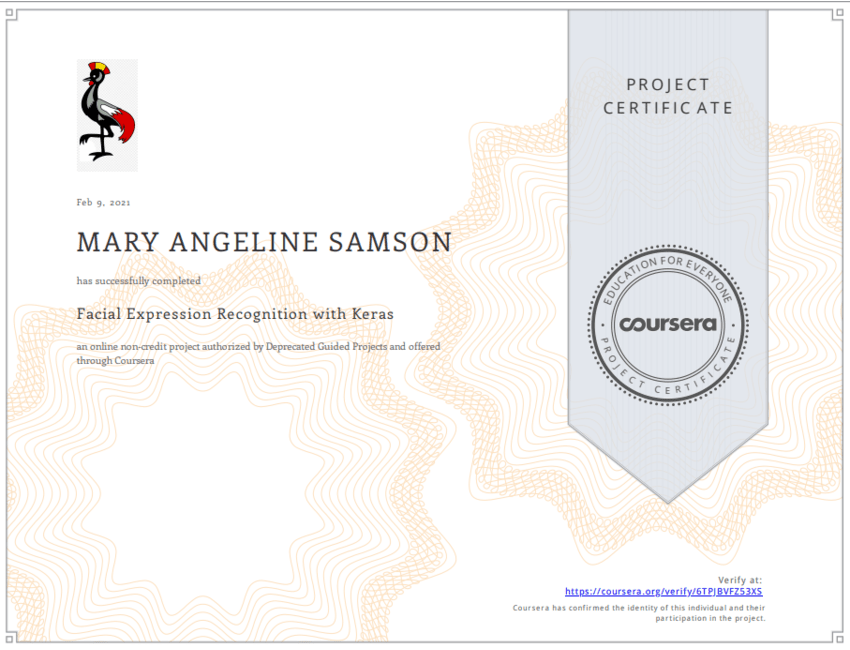 PROJECT
CERTIFICATE
Feb 9, 2021
MARY ANGELINE SAMSON
has successfully completed
Facial Expression Recognition with Keras
an online non-credit project authorized by Deprecated Guided Projects and offered
through Coursera
EDUCATION FOR EVERYONE
coursera
PROJECT CERTIFICATE
Verify at:
https://coursera.org/verify/6TPJBVFZ53XS
Coursera has confirmed the identity of this individual and their
participation in the project.